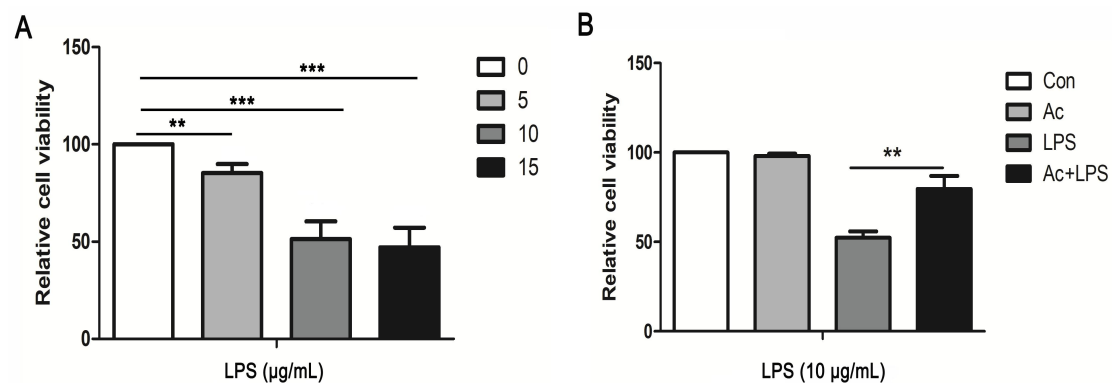 A
Relative cell viability
150
100
50
0
***
***
**
0
5
10
15
LPS (µg/mL)
B
Relative cell viability
150
100
50
0
**
Con
Ac
LPS
Ac+LPS
LPS (10 µg/mL)